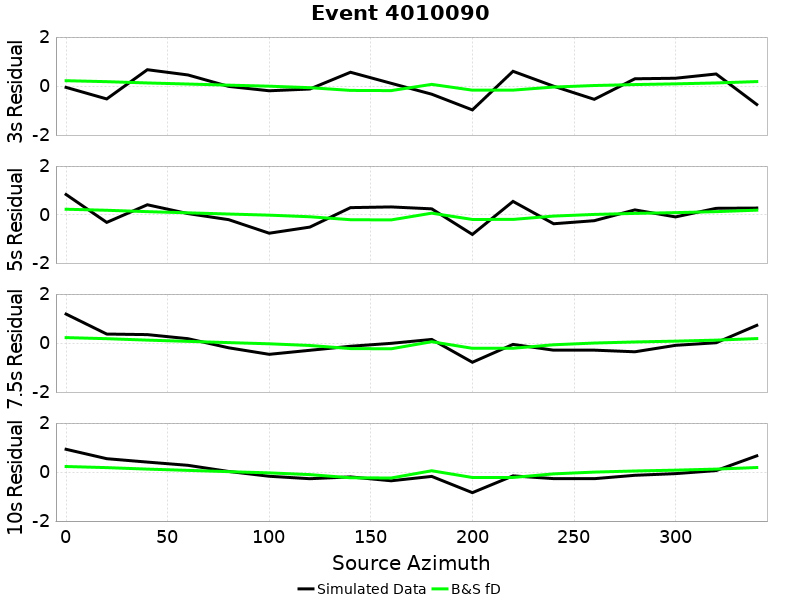 Event 4010090
3s Residual
2
0
-2
5s Residual
2
0
-2
7.5s Residual
2
0
-2
10s Residual
2
0
-2
0 50 100 150 200 250 300
Source Azimuth
Simulated Data B&S fD